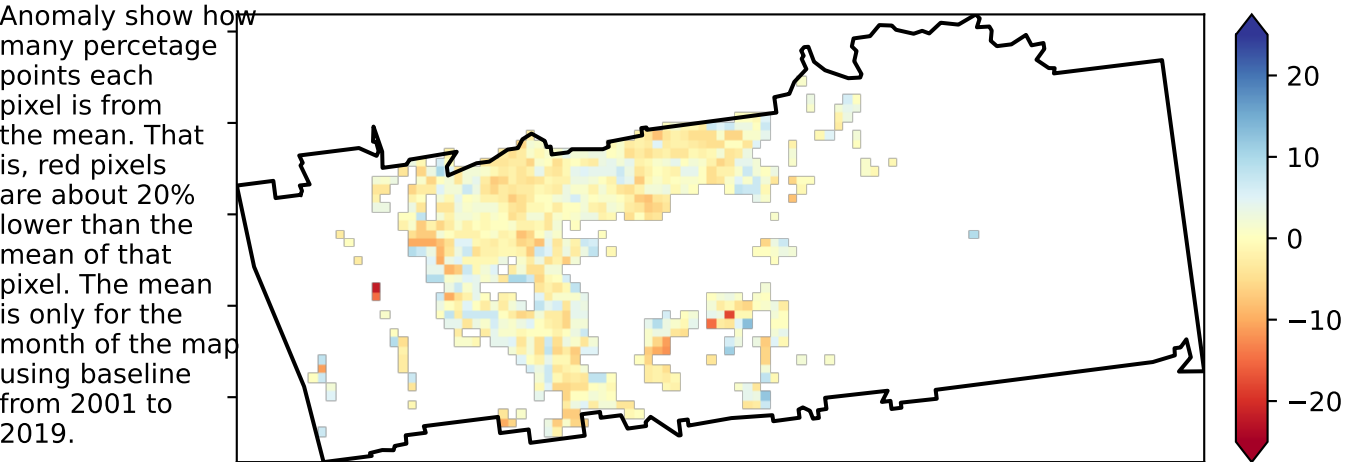 Anomaly show how
many percetage
points each
pixel is from
the mean. That
is, red pixels
are about 20%
lower than the
mean of that
pixel. The mean
is only for the
month of the map
using baseline
from 2001 to
2019.
20
10
0
−10
−20